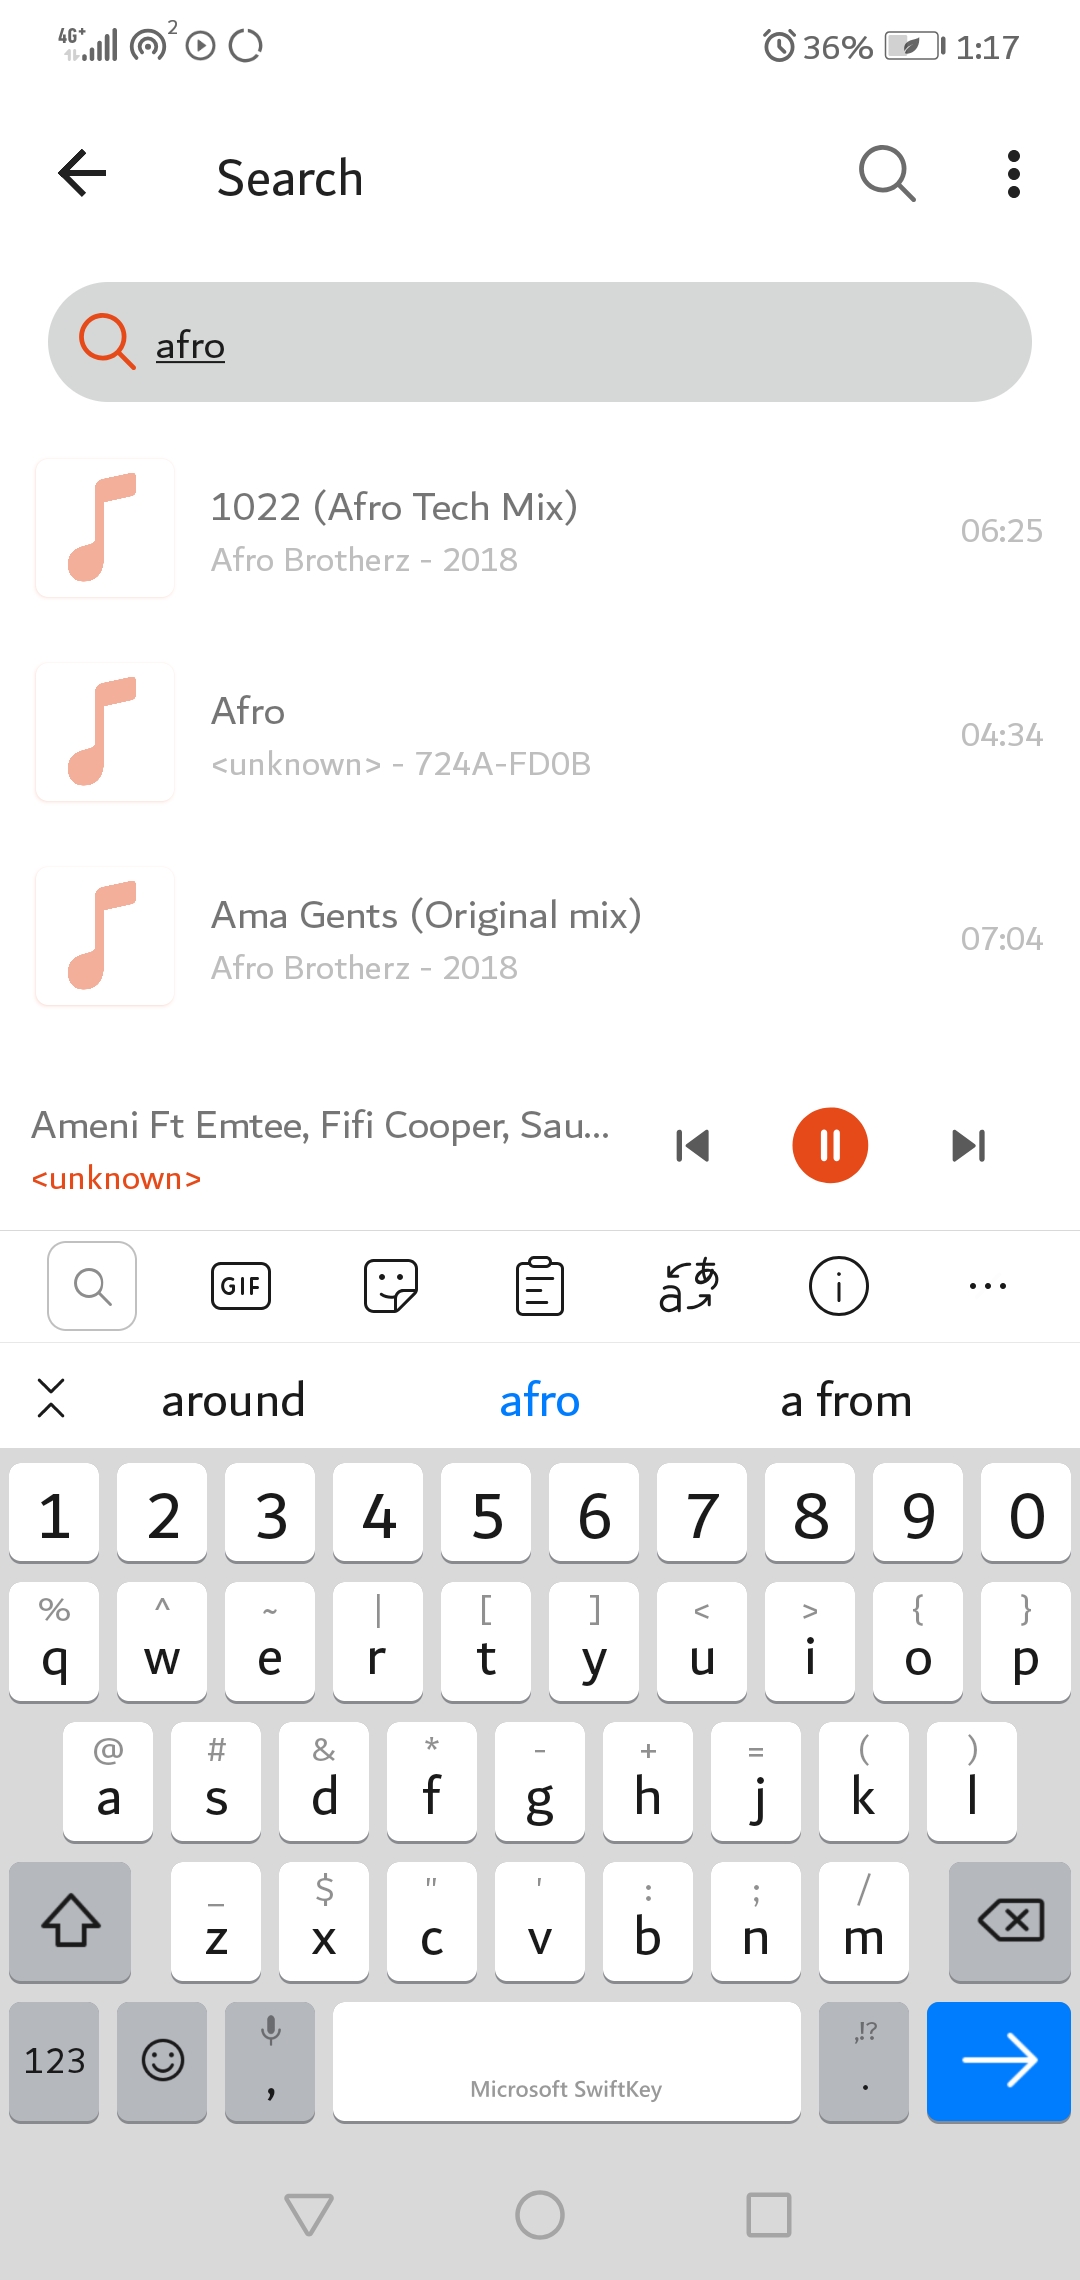 4G+ 2 36% 1:17
Search
afro
1022 (Afro Tech Mix)
Afro Brotherz - 2018
06:25
Afro
<unknown> - 724A-FD0B
04:34
Ama Gents (Original mix)
Afro Brotherz - 2018
07:04
Ameni Ft Emtee, Fifi Cooper, Sau...
<unknown>
GIF aあ i ...
around afro a from
1 2 3 4 5 6 7 8 9 0
% ^ ~ | [ ] < > { }
q w e r t y u i o p
@ # & * - + = ( )
a s d f g h j k l
_ $ " ' : ; /
z x c v b n m
,!?
123 , Microsoft SwiftKey .